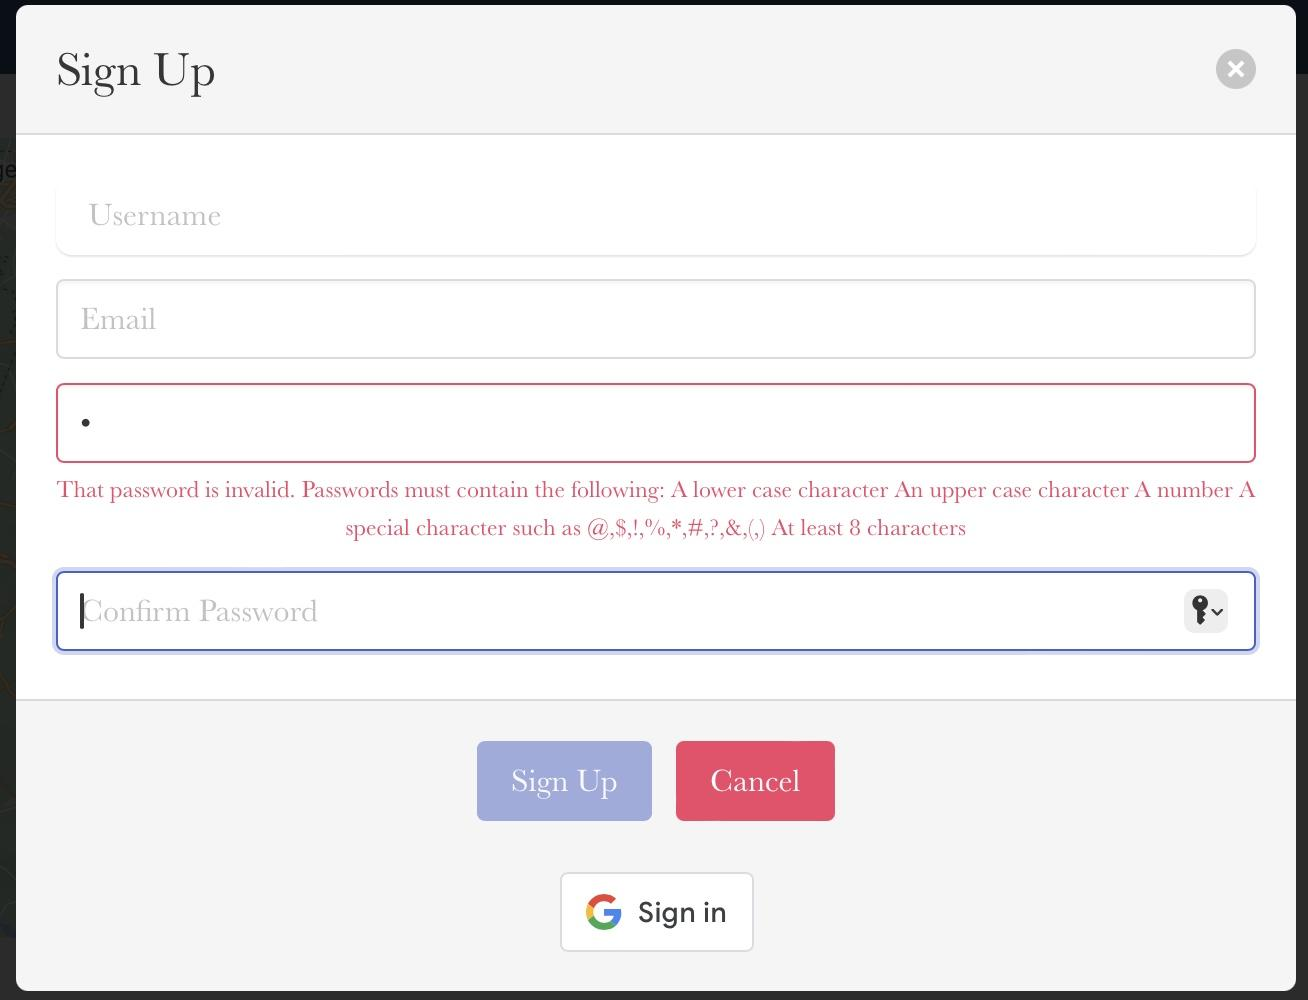 Sign Up
ge
Username
Email
•
That password is invalid. Passwords must contain the following: A lower case character An upper case character A number A
special character such as @,$,!,%,*,#,?,&,(,) At least 8 characters
Confirm Password
Sign Up
Cancel
Sign in